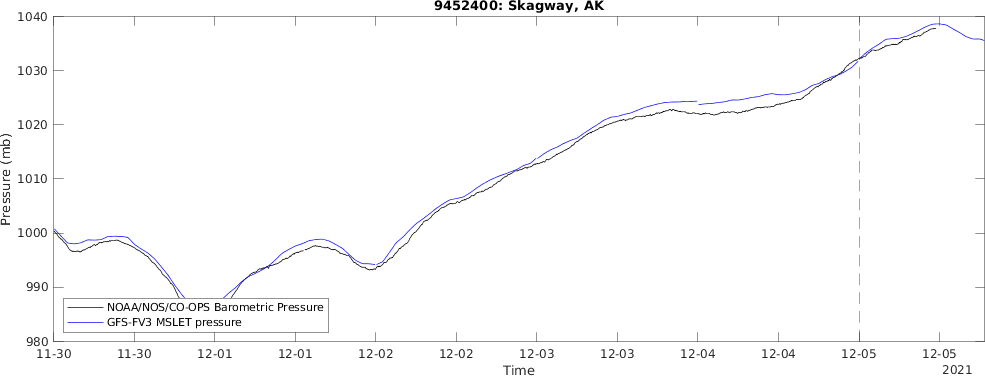 9452400: Skagway, AK
1040
1030
1020
1010
1000
990
980
Pressure (mb)
NOAA/NOS/CO-OPS Barometric Pressure
GFS-FV3 MSLET pressure
11-30 11-30 12-01 12-01 12-02 12-02 12-03 12-03 12-04 12-04 12-05 12-05
Time
2021